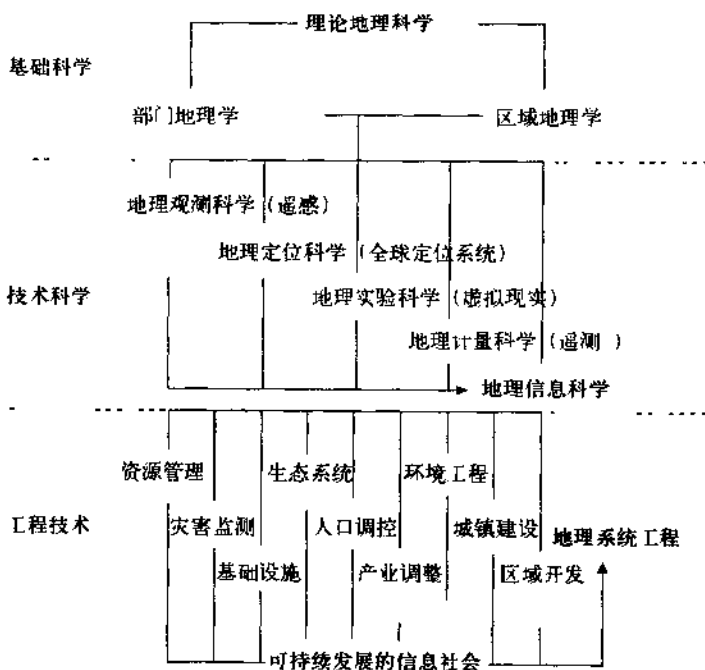 理论地理科学
基础科学
部门地理学 区域地理学
地理观测科学(遥感)
地理定位科学(全球定位系统)
技术科学 地理实验科学(虚拟现实)
地理计量科学(遥测 )
地理信息科学
资源管理 生态系统 环境工程
工程技术 灾害监测 人口调控 城镇建设 地理系统工程
基础设施 产业调整 区域开发
可持续发展的信息社会